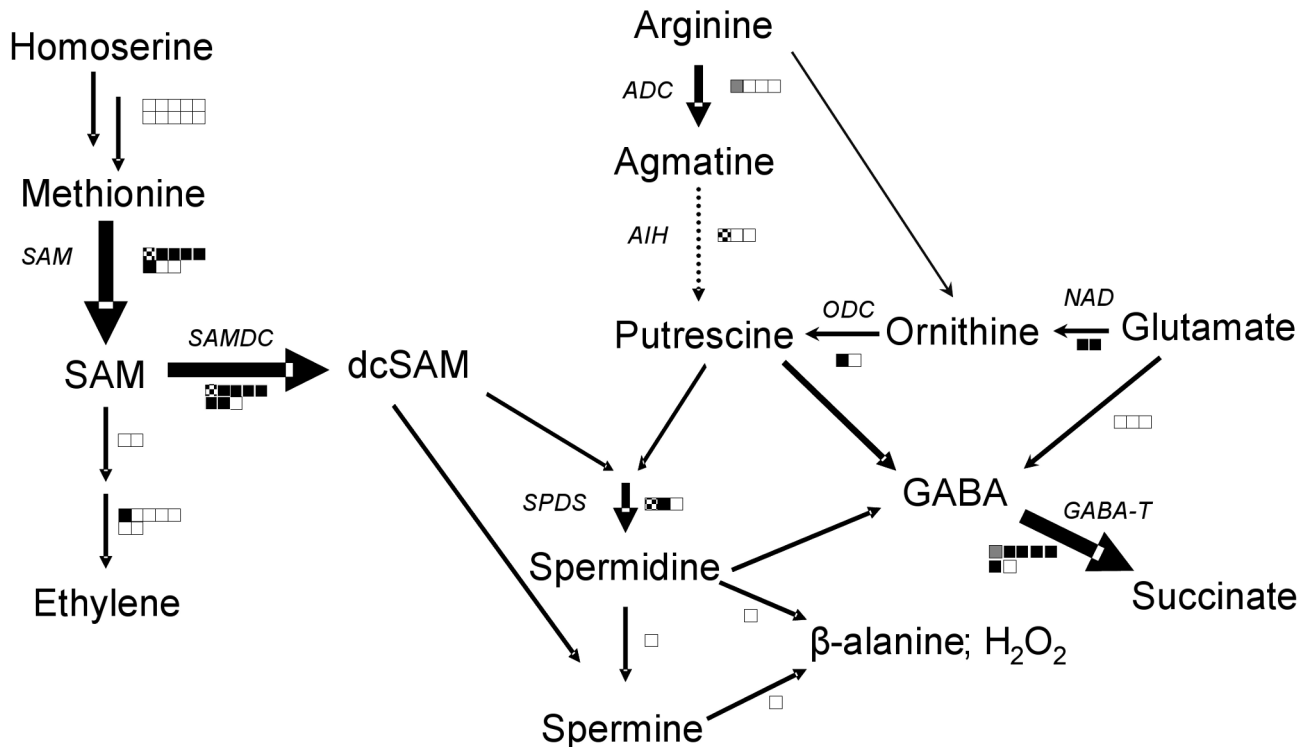 Homoserine
Arginine
ADC
Agmatine
Methionine
SAM
AIH
ODC
NAD
Putrescine
Ornithine
Glutamate
SAMDC
SAM
dcSAM
GABA
SPDS
GABA-T
Spermidine
Ethylene
Succinate
β-alanine; H₂O₂
Spermine